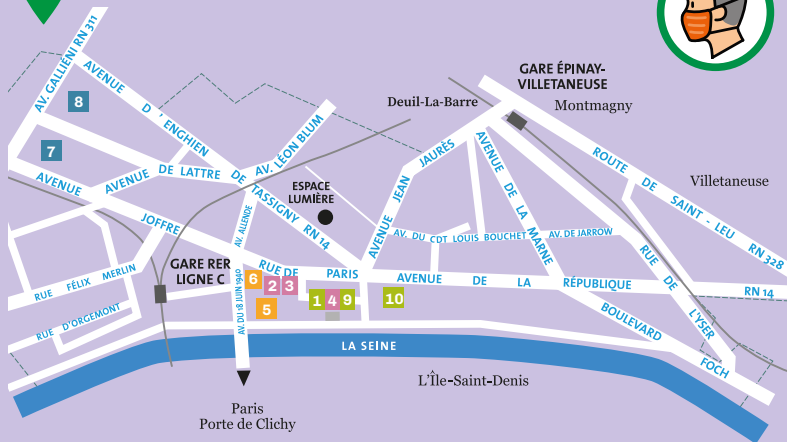 AV. GALLIÉNI RN 311
8
7
AVENUE D'ENGHIEN
AVENUE DE LATTRE DE TASSIGNY RN 14
AV. LÉON BLUM
AVENUE JOFFRE
Deuil-La-Barre
GARE ÉPINAY-
VILLETANEUSE
Montmagny
Villetaneuse
ROUTE DE SAINT-LEU RN 328
ESPACE
LUMIÈRE
AVENUE JEAN JAURÈS
AVENUE DE LA MARNE
AV. DU CDT LOUIS BOUCHET
AV. DE JARROW
AV. ALLENDE
GARE RER
LIGNE C
RUE FÉLIX MERLIN
RUE D'ORGEMONT
RUE DE PARIS
AVENUE DE LA RÉPUBLIQUE
RN 14
RUE DE L'YSER
BOULEVARD FOCH
AV. DU 18 JUIN 1940
6
2
3
5
1
4
9
10
LA SEINE
L'Île-Saint-Denis
Paris
Porte de Clichy